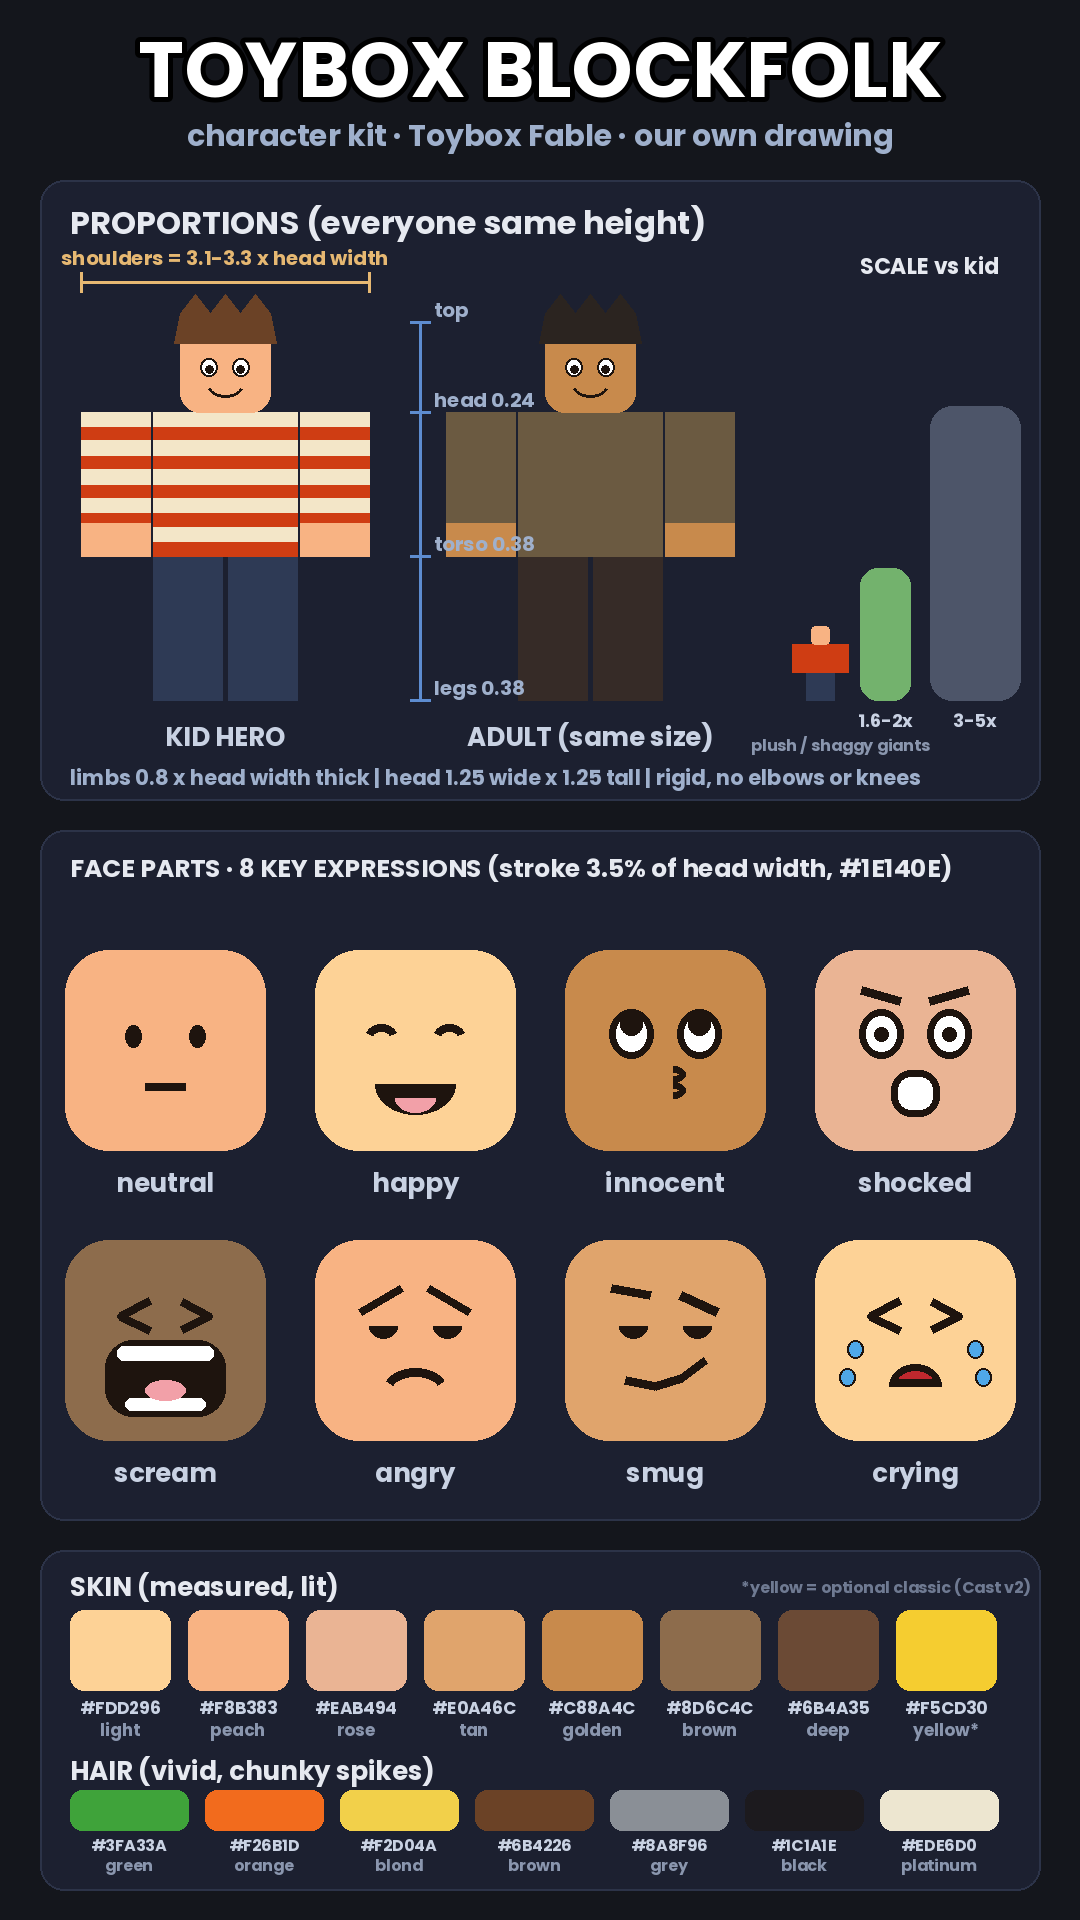 TOYBOX BLOCKFOLK
character kit · Toybox Fable · our own drawing
PROPORTIONS (everyone same height)
shoulders = 3.1-3.3 x head width
SCALE vs kid
top
head 0.24
torso 0.38
legs 0.38
1.6-2x
3-5x
KID HERO
ADULT (same size)
plush / shaggy giants
limbs 0.8 x head width thick | head 1.25 wide x 1.25 tall | rigid, no elbows or knees
FACE PARTS · 8 KEY EXPRESSIONS (stroke 3.5% of head width, #1E140E)
neutral
happy
innocent
shocked
scream
angry
smug
crying
SKIN (measured, lit)
*yellow = optional classic (Cast v2)
#FDD296
#F8B383
#EAB494
#E0A46C
#C88A4C
#8D6C4C
#6B4A35
#F5CD30
light
peach
rose
tan
golden
brown
deep
yellow*
HAIR (vivid, chunky spikes)
#3FA33A
#F26B1D
#F2D04A
#6B4226
#8A8F96
#1C1A1E
#EDE6D0
green
orange
blond
brown
grey
black
platinum